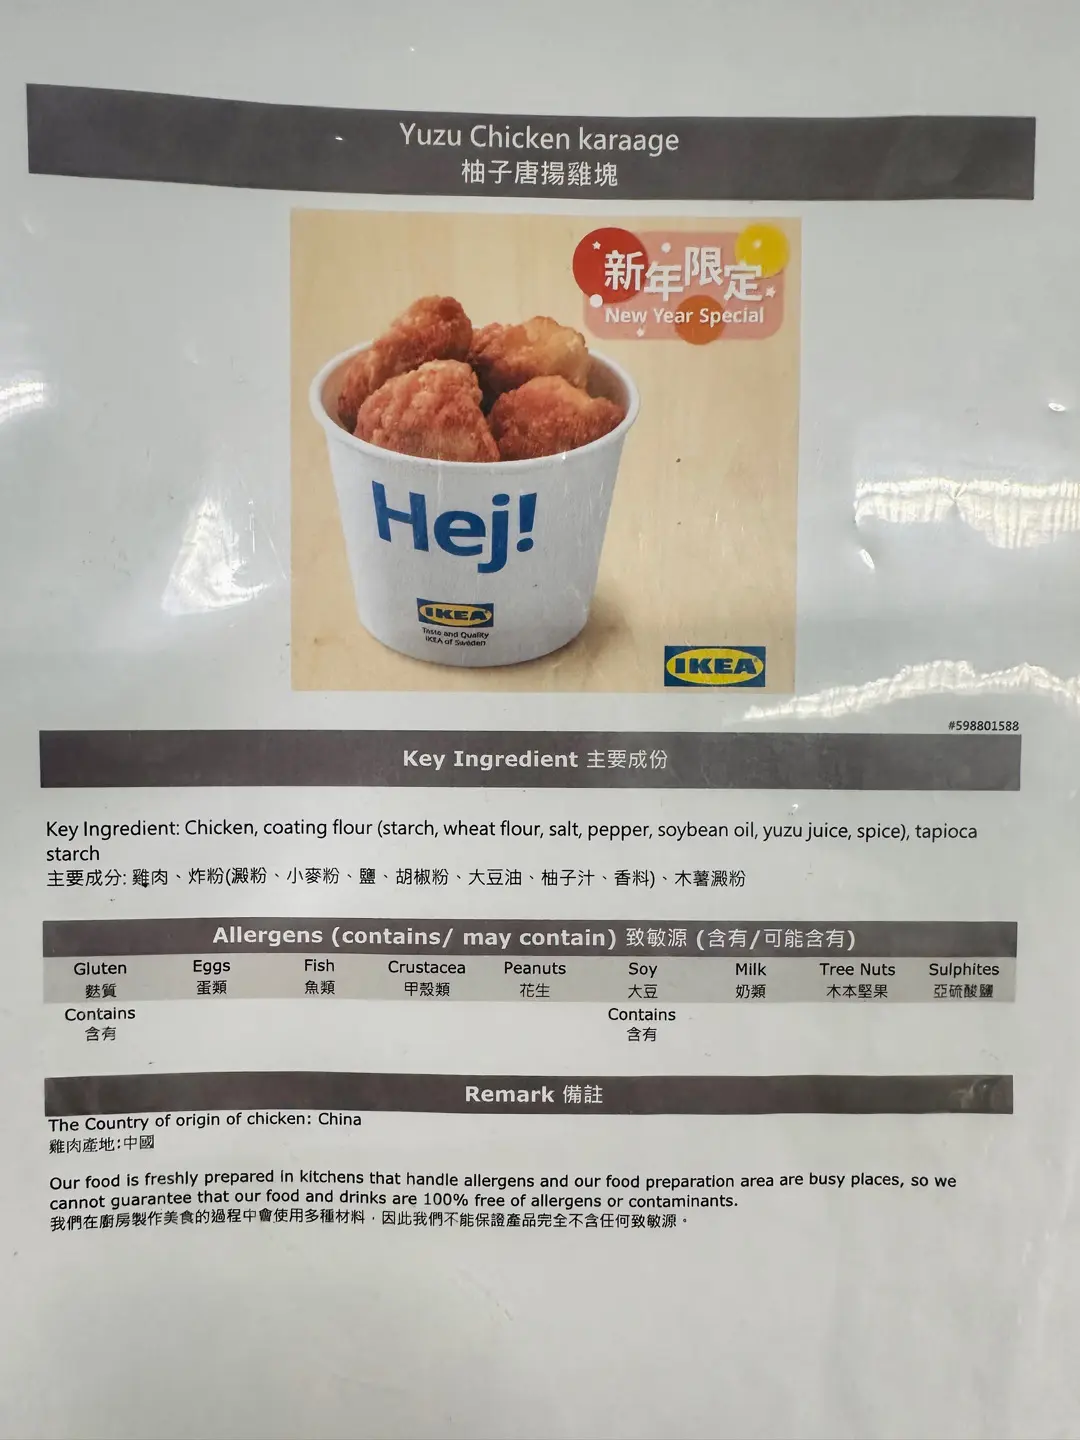 Yuzu Chicken karaage
柚子唐揚雞塊
新年限定
New Year Special
Hej!
IKEA
Taste and Quality
IKEA of Sweden
IKEA
#598801588
Key Ingredient 主要成份
Key Ingredient: Chicken, coating flour (starch, wheat flour, salt, pepper, soybean oil, yuzu juice, spice), tapioca
starch
主要成分: 雞肉、炸粉(澱粉、小麥粉、鹽、胡椒粉、大豆油、柚子汁、香料)、木薯澱粉
Allergens (contains/ may contain) 致敏源 (含有/可能含有)
Gluten Eggs Fish Crustacea Peanuts Soy Milk Tree Nuts Sulphites
麩質 蛋類 魚類 甲殼類 花生 大豆 奶類 木本堅果 亞硫酸鹽
Contains Contains
含有 含有
Remark 備註
The Country of origin of chicken: China
雞肉產地:中國
Our food is freshly prepared in kitchens that handle allergens and our food preparation area are busy places, so we
cannot guarantee that our food and drinks are 100% free of allergens or contaminants.
我們在廚房製作美食的過程中會使用多種材料，因此我們不能保證產品完全不含任何致敏源。